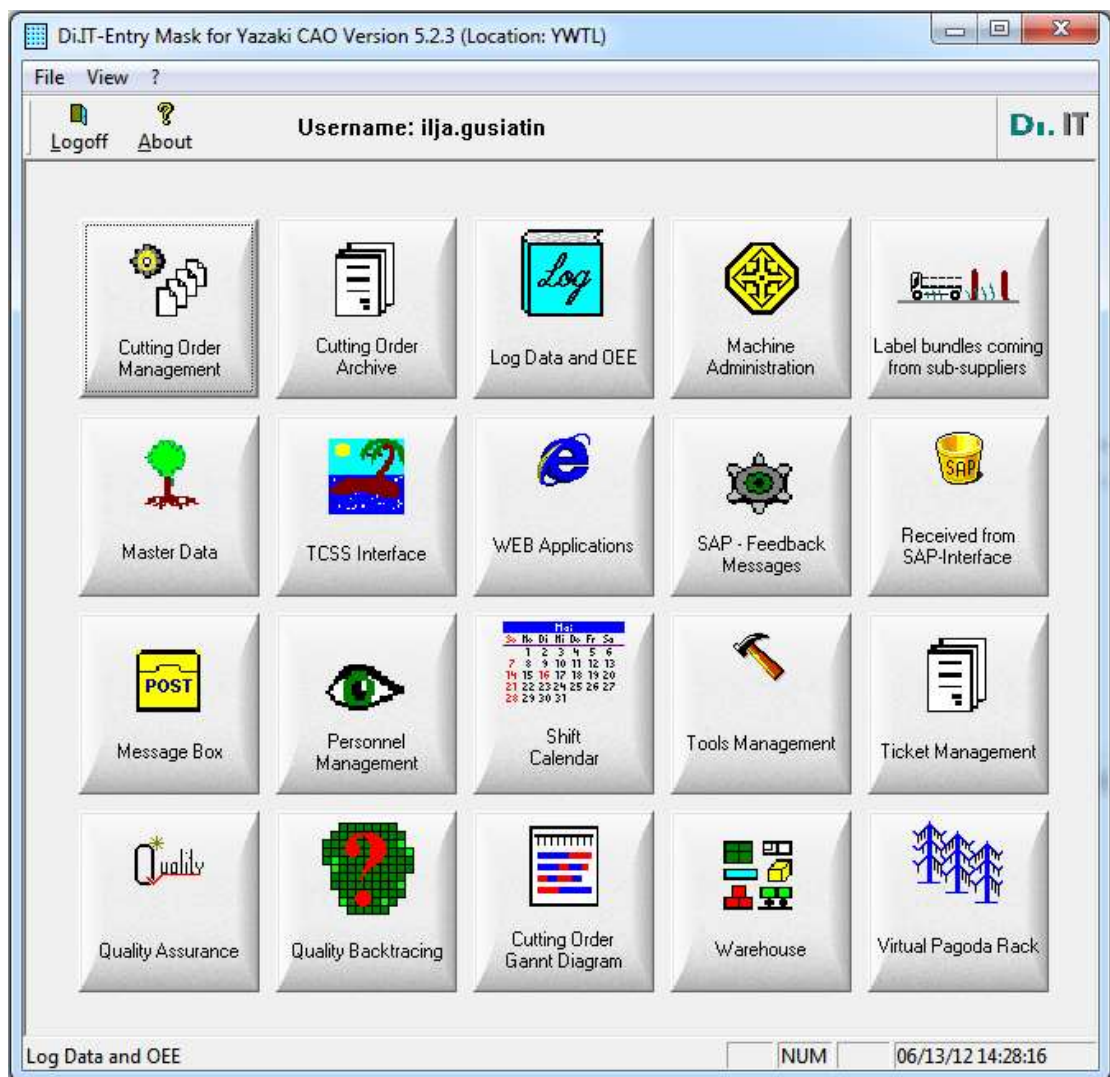 Di.IT-Entry Mask for Yazaki CAO Version 5.2.3 (Location: YWTL)
File View ?
Logoff About Username: ilja.gusiatin Di. IT
Cutting Order
Management
Cutting Order
Archive
Log
Log Data and OEE
Machine
Administration
Label bundles coming
from sub-suppliers
Master Data
TCSS Interface
WEB Applications
SAP - Feedback
Messages
SAP
Received from
SAP-Interface
POST
Message Box
Personnel
Management
Mai
So Mo Di Mi Do Fr Sa
1 2 3 4 5 6
7 8 9 10 11 12 13
14 15 16 17 18 19 20
21 22 23 24 25 26 27
28 29 30 31
Shift
Calendar
Tools Management
Ticket Management
Quality
Quality Assurance
?
Quality Backtracing
Cutting Order
Gannt Diagram
Warehouse
Virtual Pagoda Rack
Log Data and OEE NUM 06/13/12 14:28:16